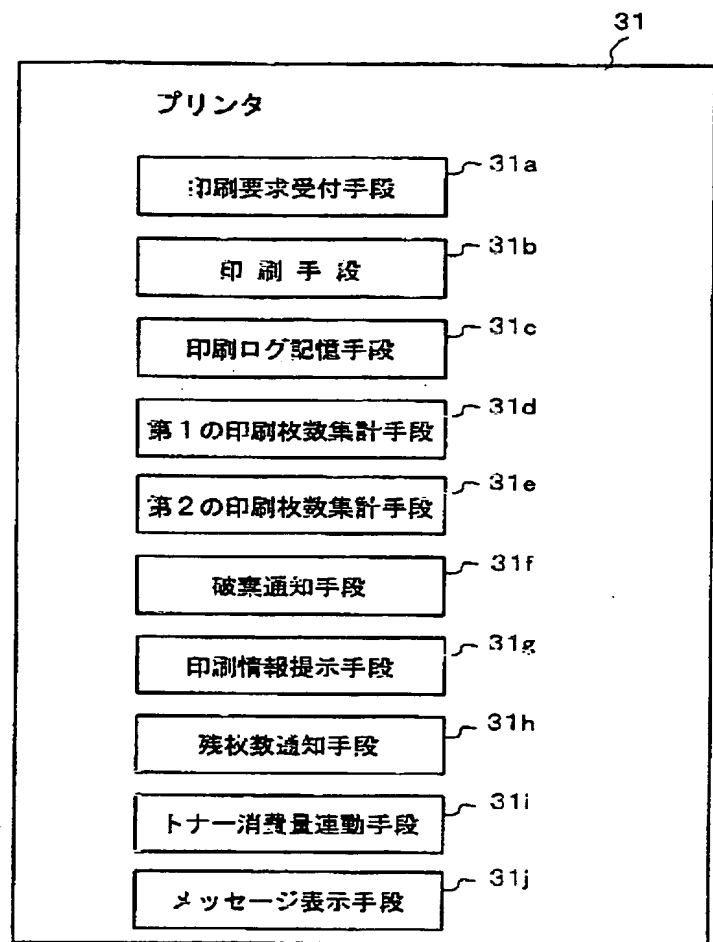 31
プリンタ
印刷要求受付手段
31a
印 刷 手 段
31b
印刷ログ記憶手段
31c
第1の印刷枚数集計手段
31d
第2の印刷枚数集計手段
31e
破棄通知手段
31f
印刷情報提示手段
31g
残枚数通知手段
31h
トナー消費量連動手段
31i
メッセージ表示手段
31j